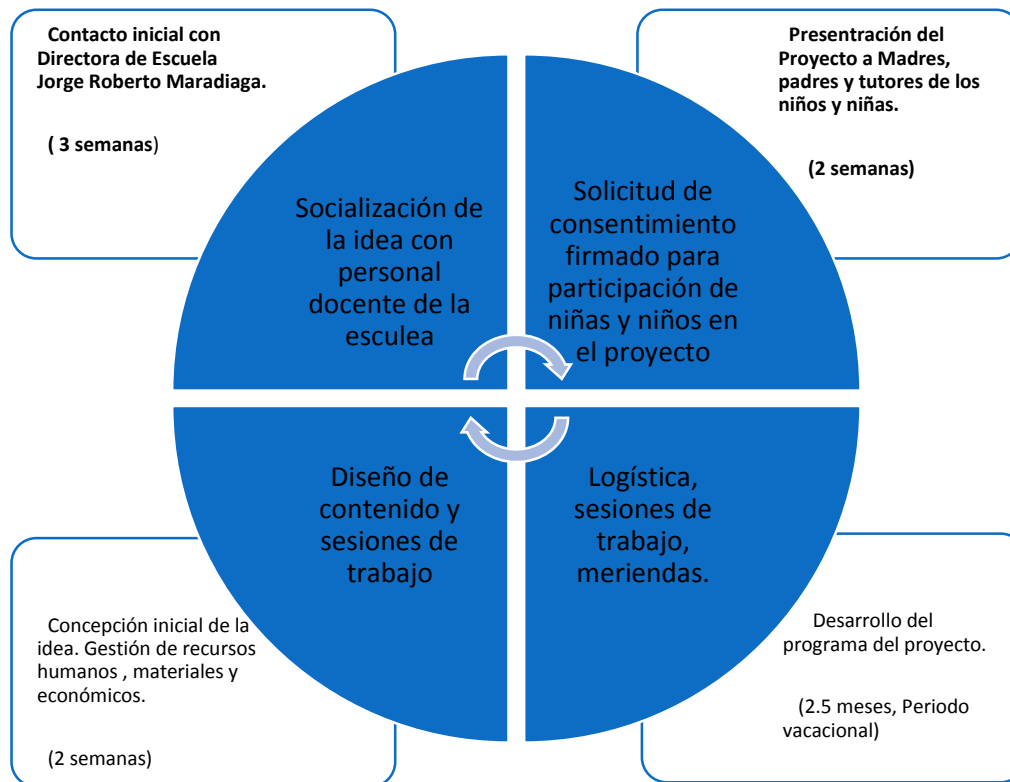 Contacto inicial con
Directora de Escuela
Jorge Roberto Maradiaga.
( 3 semanas)
Presentración del
Proyecto a Madres,
padres y tutores de los
niños y niñas.
(2 semanas)
Socialización de
la idea con
personal
docente de la
esculea
Solicitud de
consentimiento
firmado para
participación de
niñas y niños en
el proyecto
Diseño de
contenido y
sesiones de
trabajo
Logística,
sesiones de
trabajo,
meriendas.
Concepción inicial de la
idea. Gestión de recursos
humanos , materiales y
económicos.
(2 semanas)
Desarrollo del
programa del proyecto.
(2.5 meses, Periodo
vacacional)